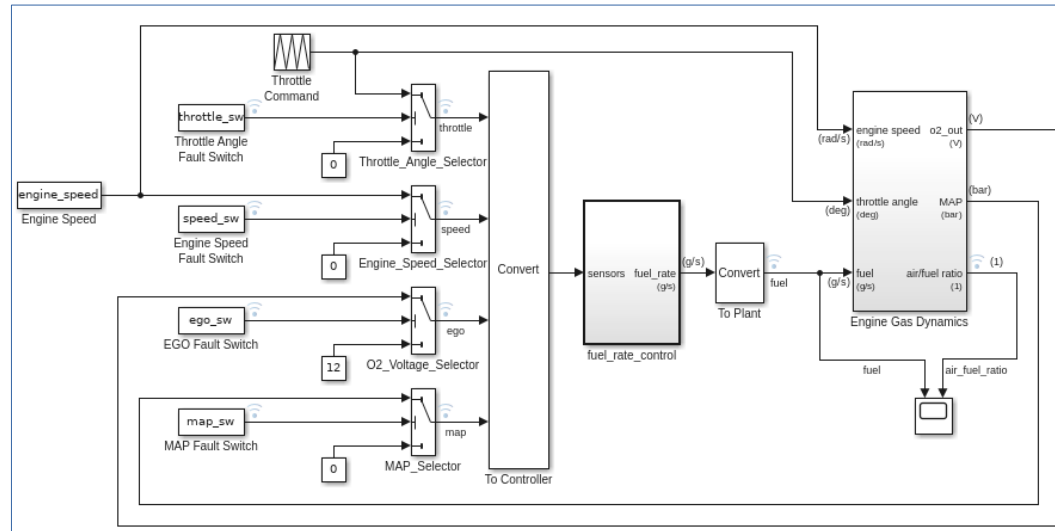 Throttle
Command
throttle_sw
Throttle Angle
Fault Switch
0
throttle
Throttle_Angle_Selector
engine_speed
Engine Speed
speed_sw
Engine Speed
Fault Switch
0
speed
Engine_Speed_Selector
ego_sw
EGO Fault Switch
12
ego
O2_Voltage_Selector
map_sw
MAP Fault Switch
0
map
MAP_Selector
Convert
To Controller
sensors
fuel_rate
(g/s)
fuel_rate_control
(g/s)
Convert
To Plant
fuel
(rad/s)
(deg)
(g/s)
engine speed
(rad/s)
throttle angle
(deg)
fuel
(g/s)
o2_out
(V)
MAP
(bar)
air/fuel ratio
(1)
Engine Gas Dynamics
(V)
(bar)
(1)
fuel
air_fuel_ratio